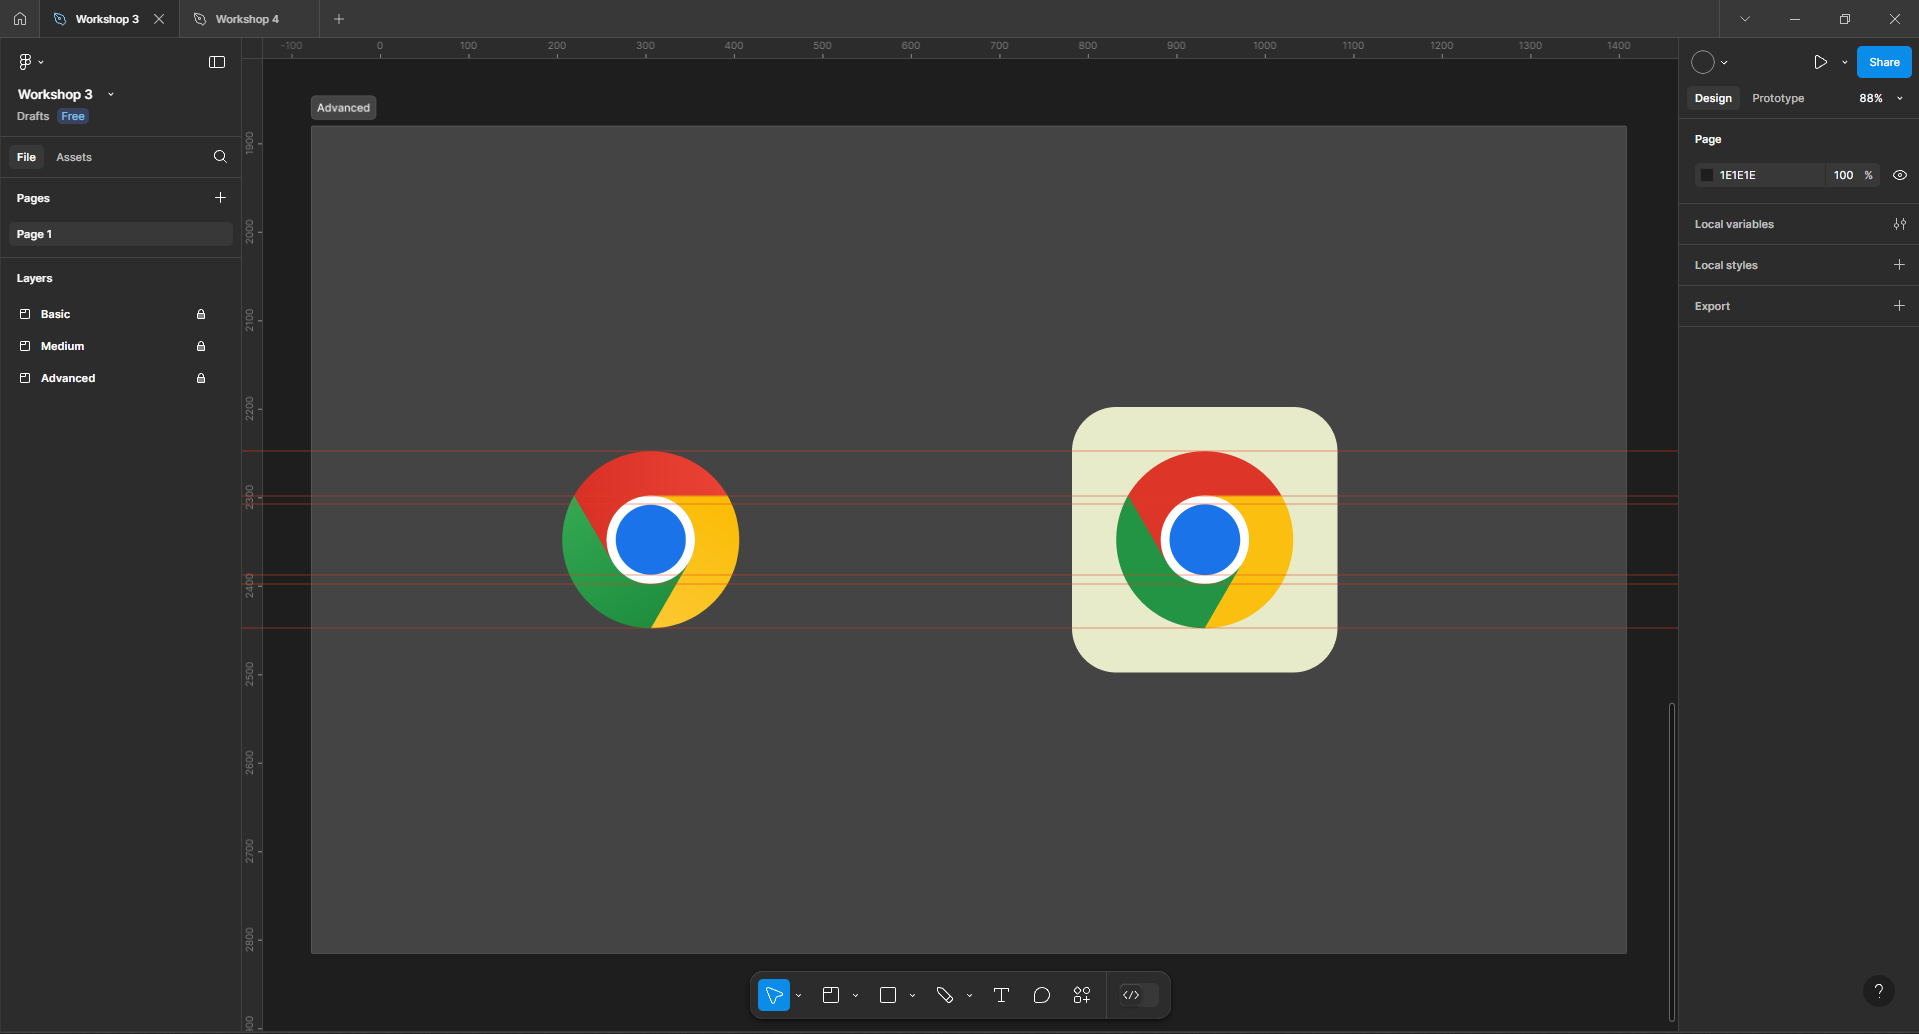 Workshop 3
Workshop 4
-100 0 100 200 300 400 500 600 700 800 900 1000 1100 1200 1300 1400
Workshop 3
Drafts Free
File Assets
Pages
Page 1
Layers
Basic
Medium
Advanced
1900
2000
2100
2200
2300
2400
2500
2600
2700
2800
Advanced
Share
Design Prototype 88%
Page
1E1E1E 100 %
Local variables
Local styles
Export
T
?